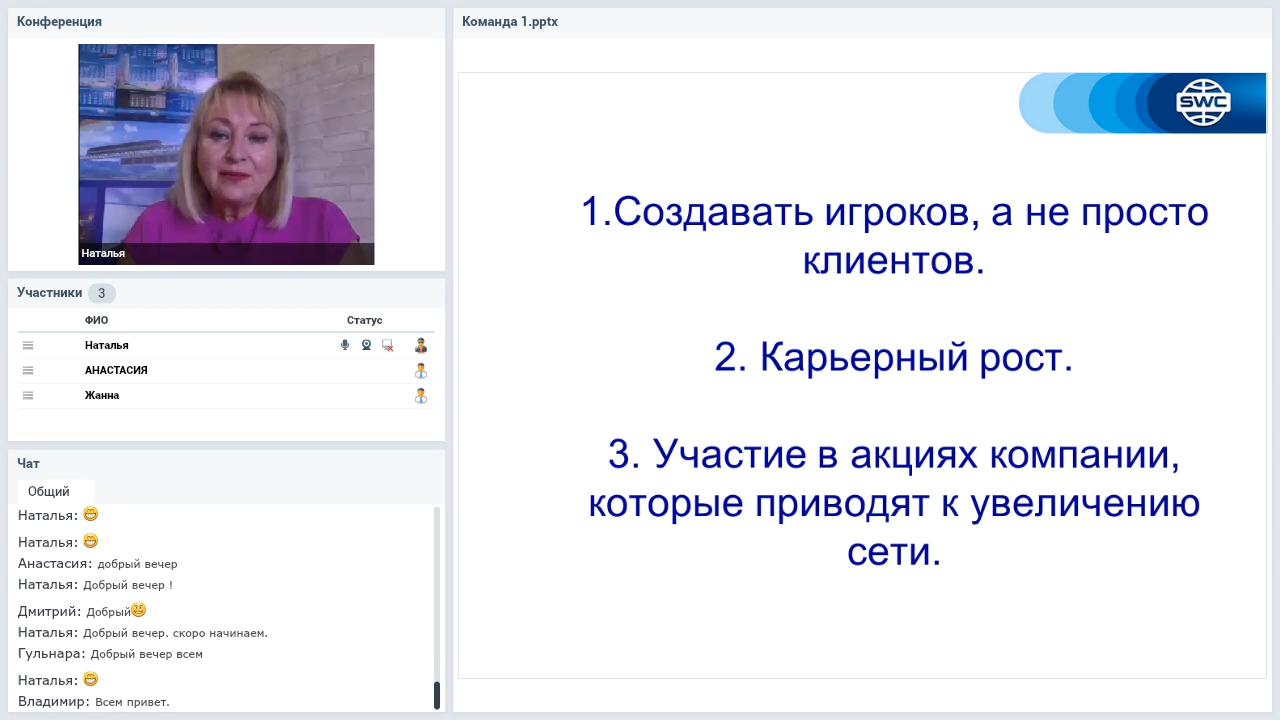 Конференция
Наталья
Участники 3
ФИО Статус
Наталья
АНАСТАСИЯ
Жанна
Чат
Общий
Наталья:
Наталья:
Анастасия: добрый вечер
Наталья: Добрый вечер !
Дмитрий: Добрый
Наталья: Добрый вечер. скоро начинаем.
Гульнара: Добрый вечер всем
Наталья:
Владимир: Всем привет.
Команда 1.pptx
SWC
1.Создавать игроков, а не просто
клиентов.
2. Карьерный рост.
3. Участие в акциях компании,
которые приводят к увеличению
сети.